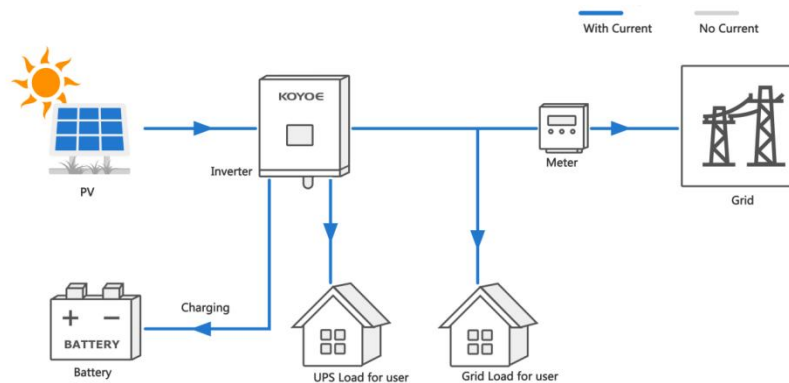 With Current
No Current
KOYOE
Inverter
PV
Meter
Grid
Charging
BATTERY
Battery
UPS Load for user
Grid Load for user